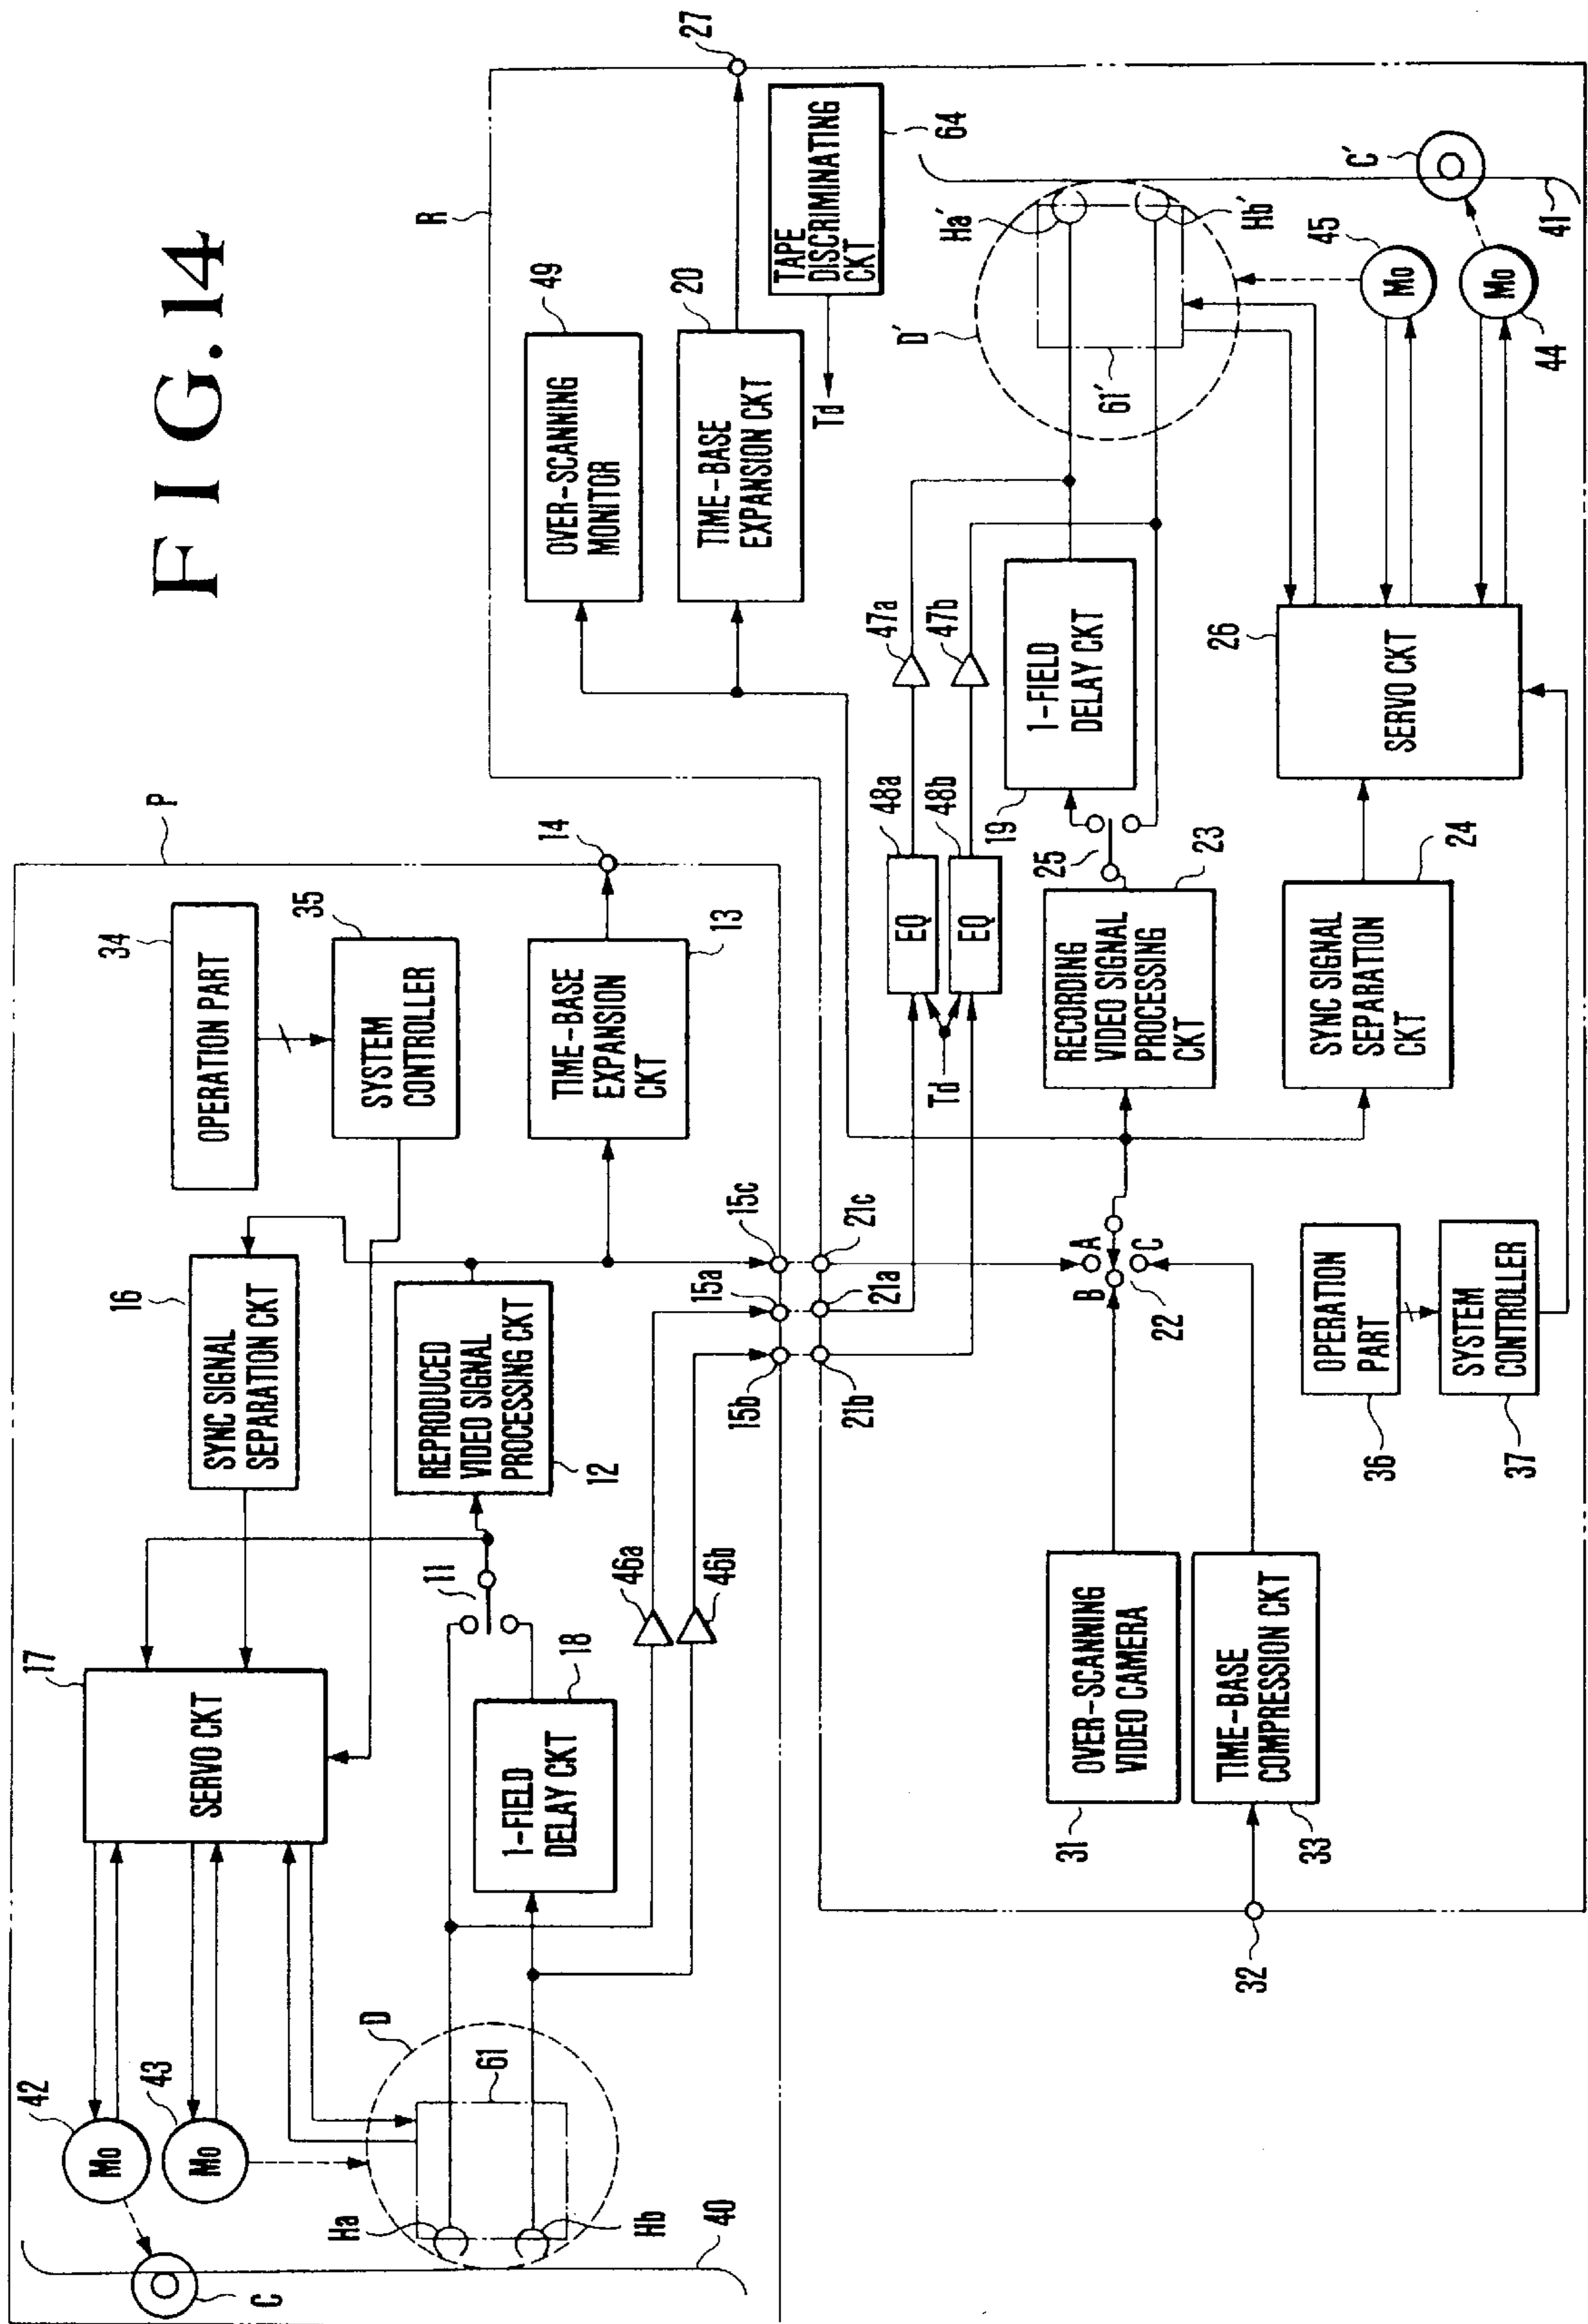 FIG.14
P
34
OPERATION PART
35
SYSTEM
CONTROLLER
14
13
TIME-BASE
EXPANSION
CKT
16
SYNC SIGNAL
SEPARATION CKT
17
SERVO CKT
REPRODUCED
VIDEO SIGNAL
PROCESSING CKT
12
11
18
1-FIELD
DELAY CKT
46a
46b
15c
15a
15b
42
Mo
43
Mo
D
61
Ha
Hb
40
C
R
27
49
OVER-SCANNING
MONITOR
20
TIME-BASE
EXPANSION CKT
TAPE
DISCRIMINATING
CKT
64
Td
D'
Ha'
Hb'
61'
C'
45
Mo
Mo
44
41
47a
47b
48a
EQ
48b
EQ
Td
19
1-FIELD
DELAY CKT
25
23
RECORDING
VIDEO SIGNAL
PROCESSING
CKT
26
SERVO CKT
24
SYNC SIGNAL
SEPARATION
CKT
21c
21a
21b
A
B
C
22
OPERATION
PART
36
SYSTEM
CONTROLLER
37
OVER-SCANNING
VIDEO CAMERA
31
TIME-BASE
COMPRESSION CKT
33
32